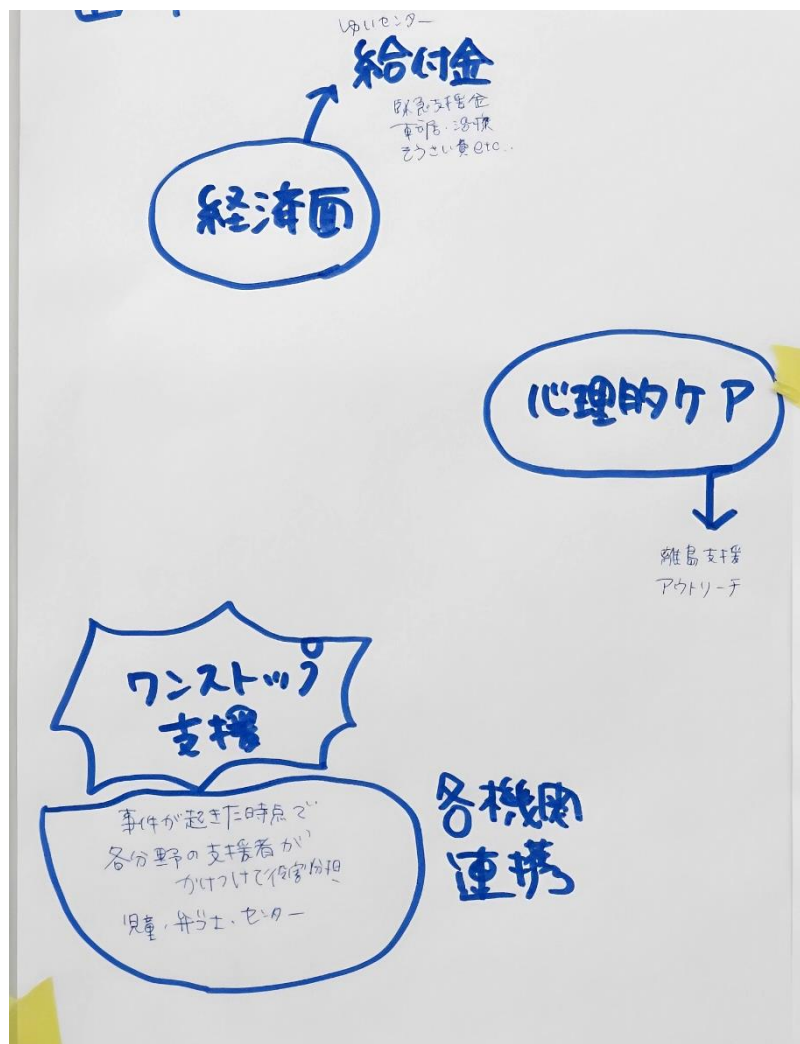 ゆいセンター
給付金
緊急支援金
転居・治療
そうさい費etc..
経済面
心理的ケア
離島支援
アウトリーチ
ワンストップ
支援
事件が起きた時点で
各分野の支援者が
かけつけて役割分担
児童・弁ゴ士・センター
各機関
連携